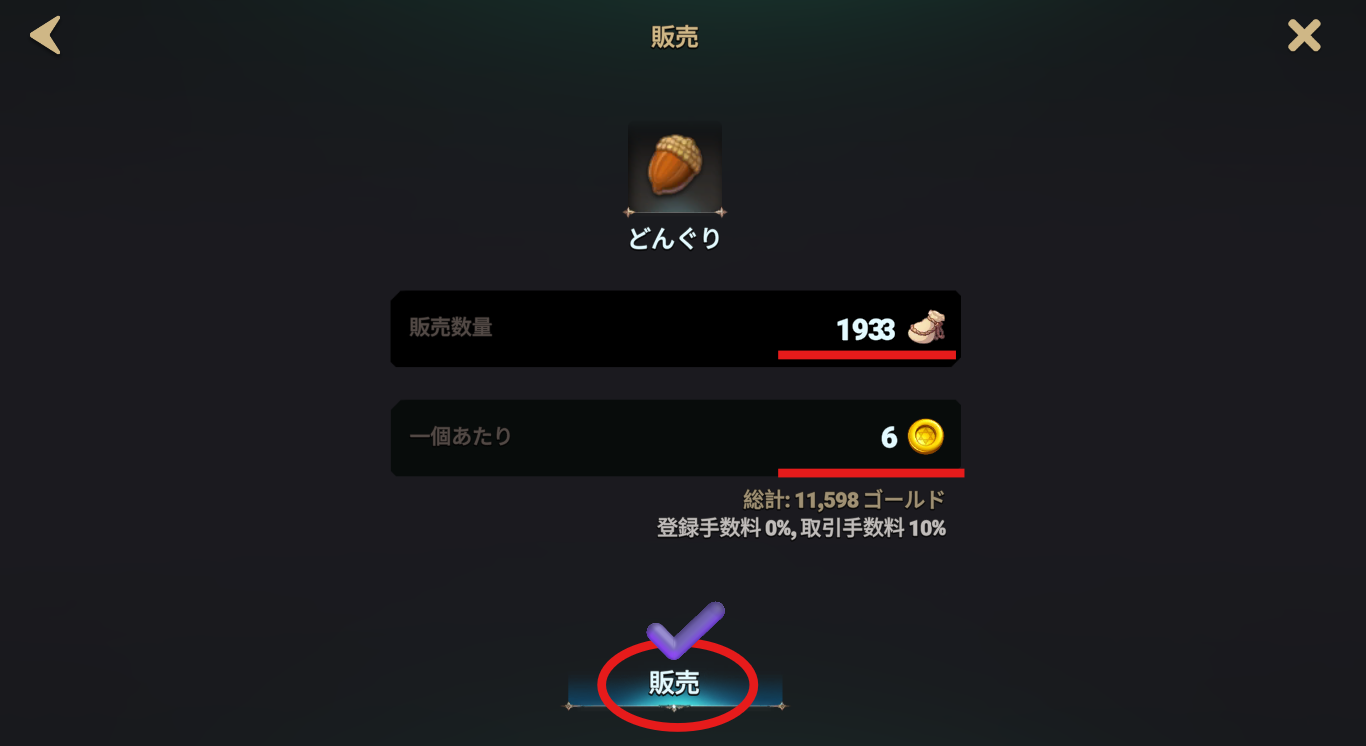 販売
どんぐり
販売数量 1933
一個あたり 6
総計: 11,598 ゴールド
登録手数料 0%, 取引手数料 10%
販売